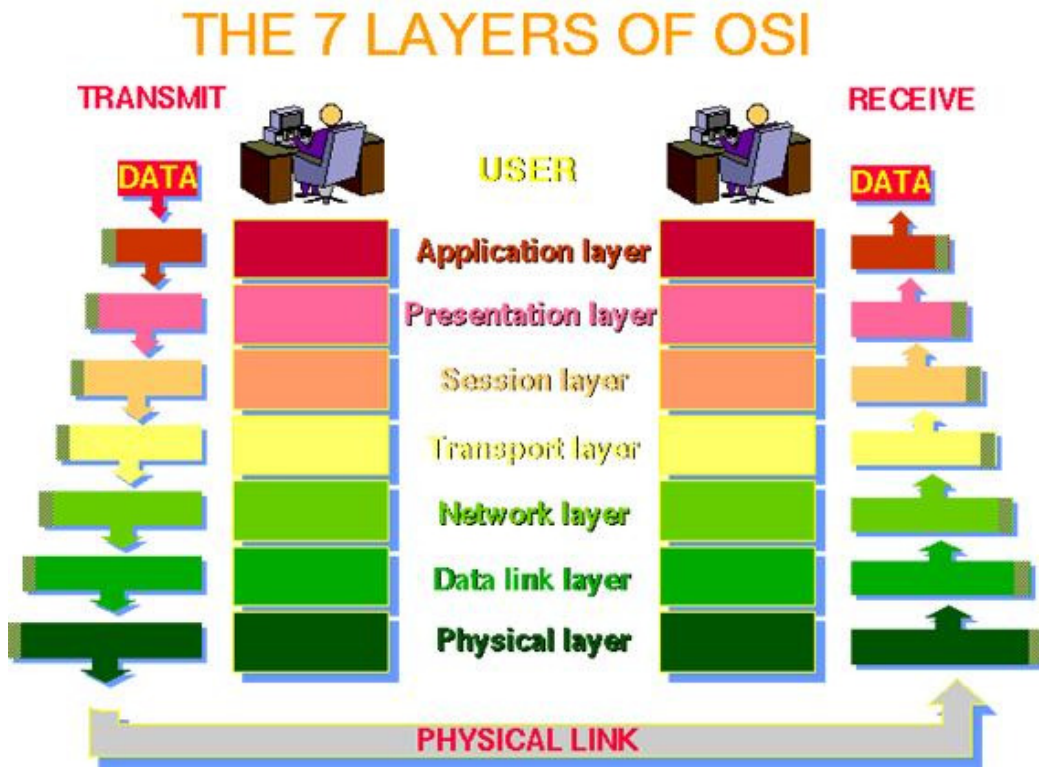 THE 7 LAYERS OF OSI
TRANSMIT
RECEIVE
DATA
USER
DATA
Application layer
Presentation layer
Session layer
Transport layer
Network layer
Data link layer
Physical layer
PHYSICAL LINK